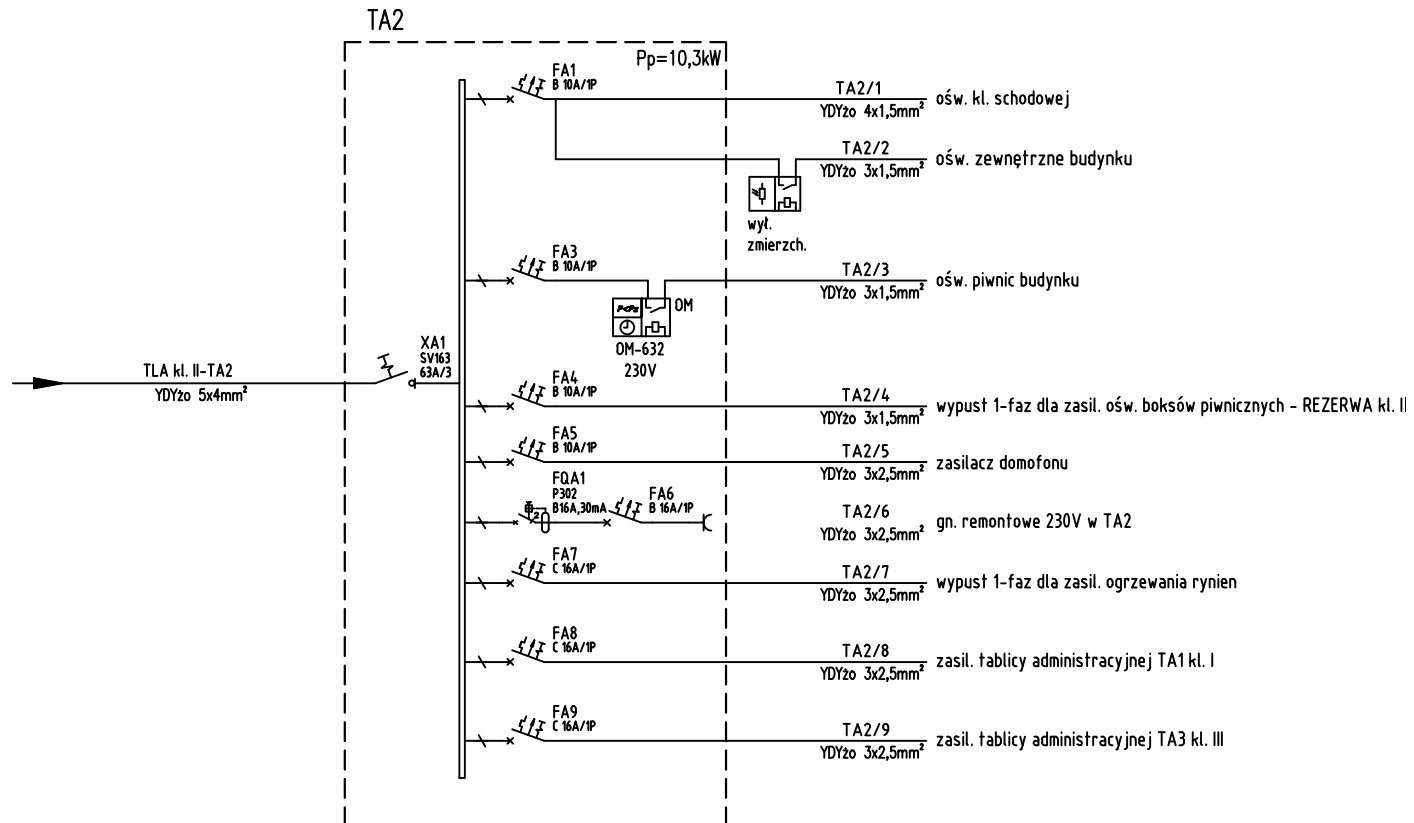 TA2
Pp=10,3kW
FA1
B 10A/1P
TA2/1
YDYżo 4x1,5mm²
ośw. kl. schodowej
TA2/2
YDYżo 3x1,5mm²
ośw. zewnętrzne budynku
wył.
zmierzch.
FA3
B 10A/1P
TA2/3
YDYżo 3x1,5mm²
ośw. piwnic budynku
P<Pz
OM
OM-632
230V
XA1
SV163
63A/3
TLA kl. II-TA2
YDYżo 5x4mm²
FA4
B 10A/1P
TA2/4
YDYżo 3x1,5mm²
wypust 1-faz dla zasil. ośw. boksów piwnicznych - REZERWA kl. II
FA5
B 10A/1P
TA2/5
YDYżo 3x2,5mm²
zasilacz domofonu
FQA1
P302
B16A,30mA
2
FA6
B 16A/1P
TA2/6
YDYżo 3x2,5mm²
gn. remontowe 230V w TA2
FA7
C 16A/1P
TA2/7
YDYżo 3x2,5mm²
wypust 1-faz dla zasil. ogrzewania rynien
FA8
C 16A/1P
TA2/8
YDYżo 3x2,5mm²
zasil. tablicy administracyjnej TA1 kl. I
FA9
C 16A/1P
TA2/9
YDYżo 3x2,5mm²
zasil. tablicy administracyjnej TA3 kl. III